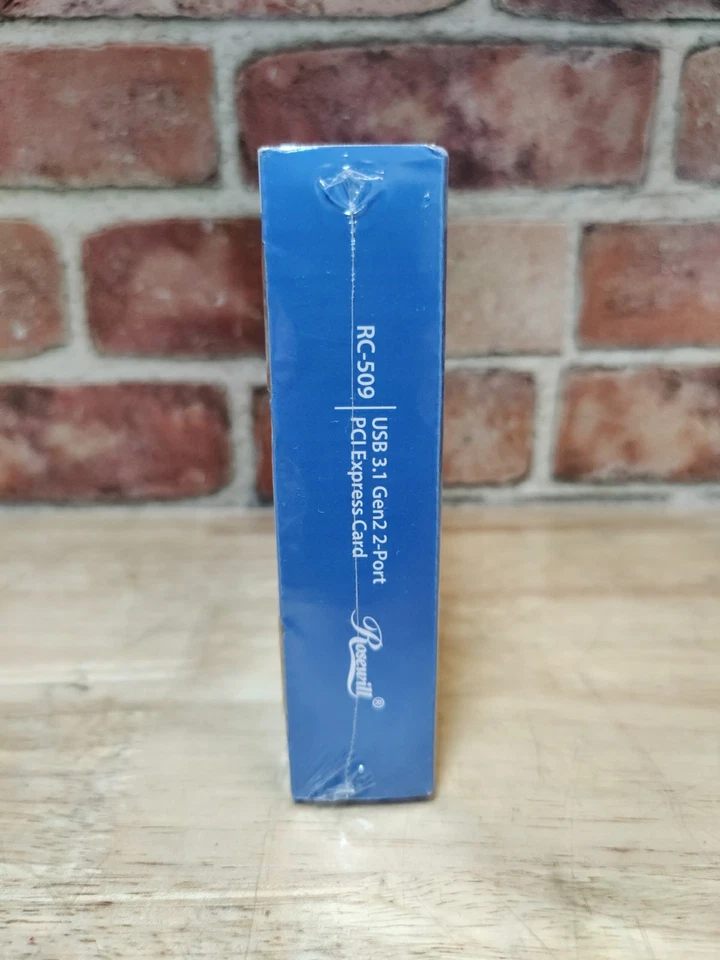 RC-509
USB 3.1 Gen2 2-Port
PCI Express Card
Rosewill®